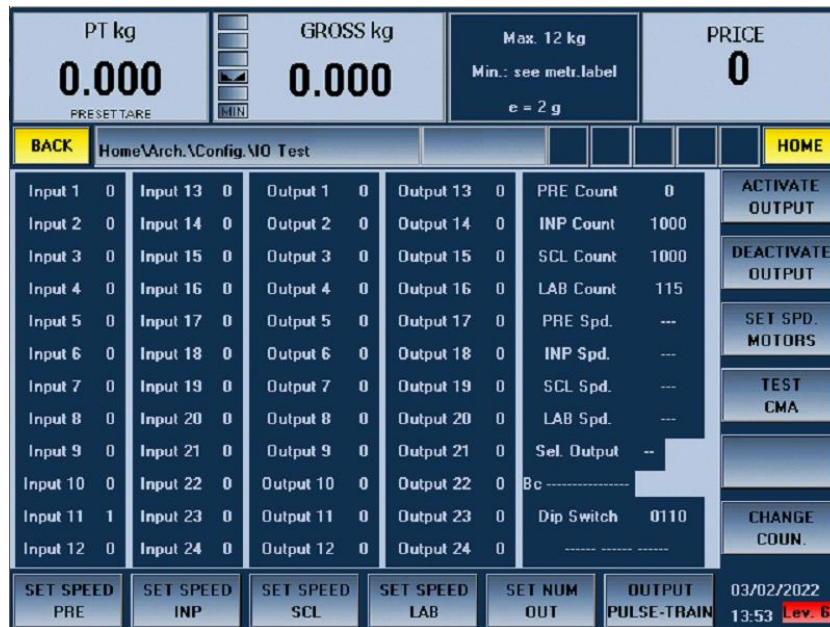 PT kg
0.000
PRESET TARE
MIN
GROSS kg
0.000
Max. 12 kg
Min.: see metr.label
e = 2 g
PRICE
0
BACK
Home\Arch.\Config.\IO Test
HOME
Input 1 0 Input 13 0 Output 1 0 Output 13 0 PRE Count 0
Input 2 0 Input 14 0 Output 2 0 Output 14 0 INP Count 1000
Input 3 0 Input 15 0 Output 3 0 Output 15 0 SCL Count 1000
Input 4 0 Input 16 0 Output 4 0 Output 16 0 LAB Count 115
Input 5 0 Input 17 0 Output 5 0 Output 17 0 PRE Spd. ---
Input 6 0 Input 18 0 Output 6 0 Output 18 0 INP Spd. ---
Input 7 0 Input 19 0 Output 7 0 Output 19 0 SCL Spd. ---
Input 8 0 Input 20 0 Output 8 0 Output 20 0 LAB Spd. ---
Input 9 0 Input 21 0 Output 9 0 Output 21 0 Sel. Output --
Input 10 0 Input 22 0 Output 10 0 Output 22 0 Bc ---------------
Input 11 1 Input 23 0 Output 11 0 Output 23 0 Dip Switch 0110
Input 12 0 Input 24 0 Output 12 0 Output 24 0 ------ ------ ------
ACTIVATE
OUTPUT
DEACTIVATE
OUTPUT
SET SPD.
MOTORS
TEST
CMA
CHANGE
COUN.
SET SPEED
PRE
SET SPEED
INP
SET SPEED
SCL
SET SPEED
LAB
SET NUM
OUT
OUTPUT
PULSE-TRAIN
03/02/2022
13:53 Lev. 6